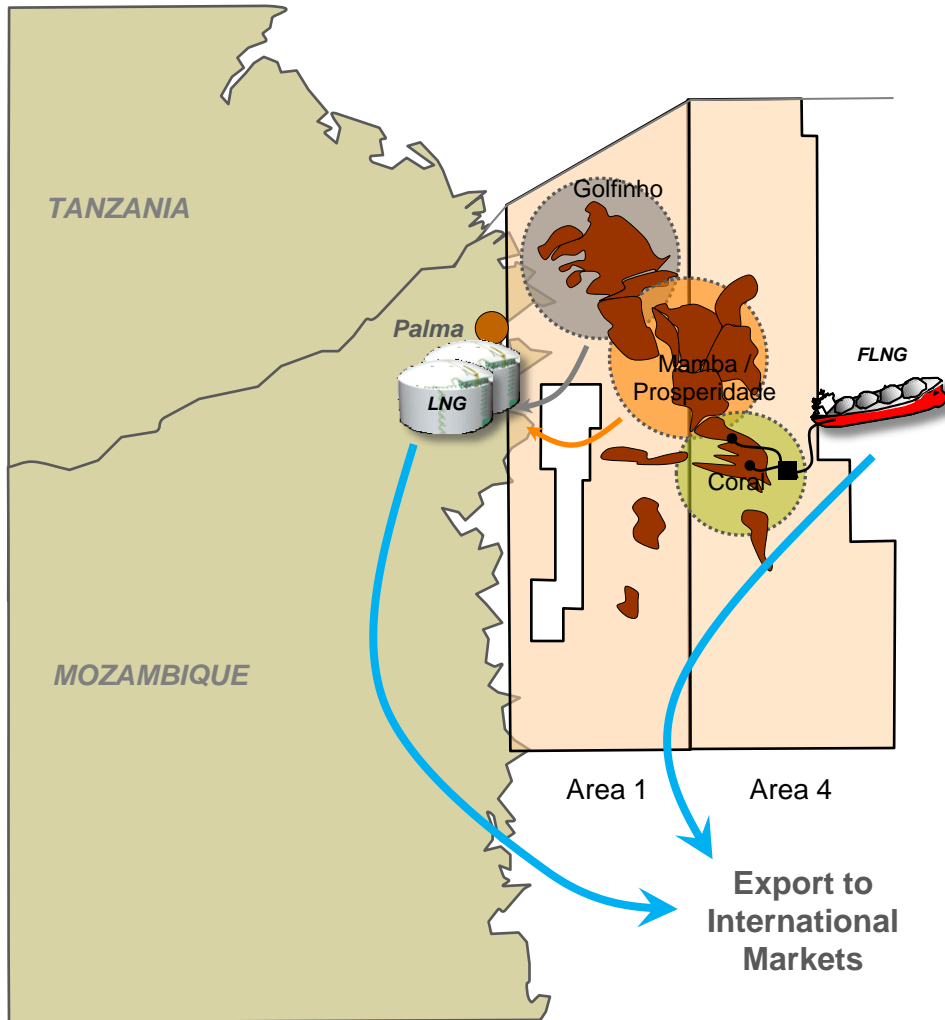 Golfinho
TANZANIA
Palma
Mamba /
Prosperidade
FLNG
LNG
Coral
MOZAMBIQUE
Area 1
Area 4
Export to
International
Markets